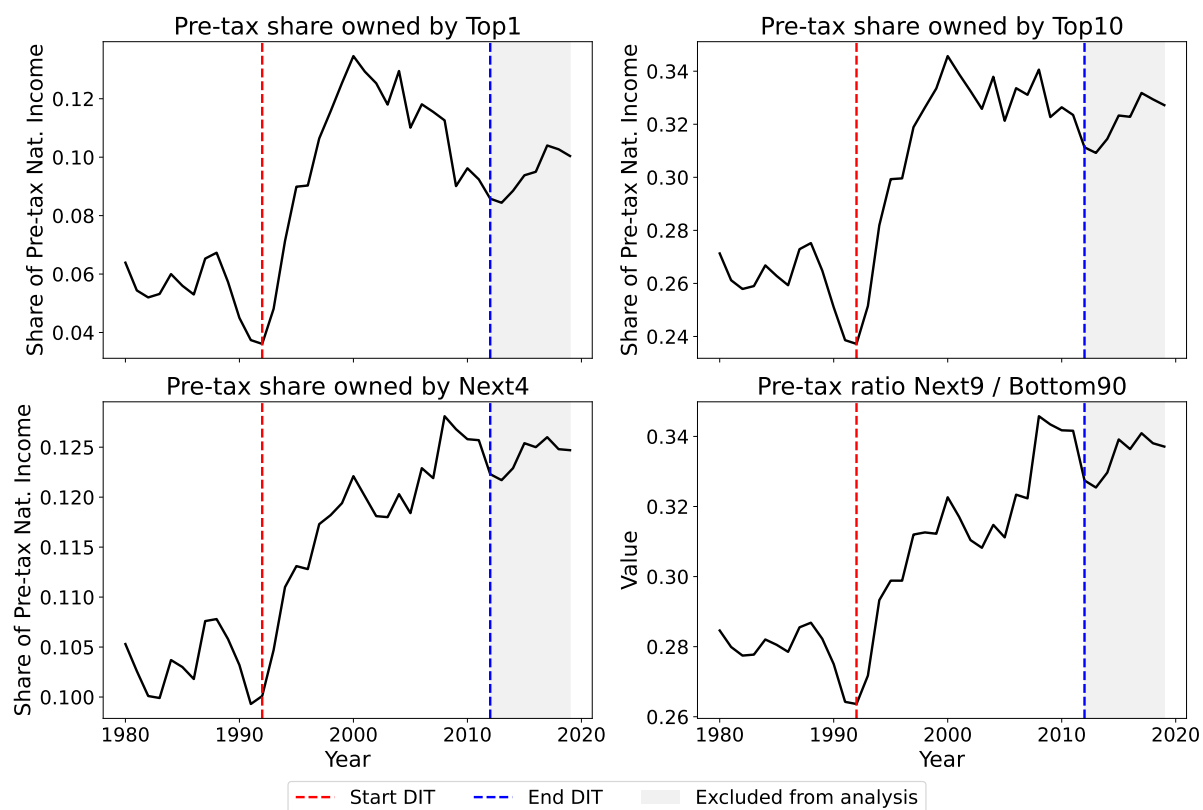 Pre-tax share owned by Top1
Share of Pre-tax Nat. Income
0.12
0.10
0.08
0.06
0.04
Pre-tax share owned by Top10
Share of Pre-tax Nat. Income
0.34
0.32
0.30
0.28
0.26
0.24
Pre-tax share owned by Next4
Share of Pre-tax Nat. Income
0.125
0.120
0.115
0.110
0.105
0.100
1980 1990 2000 2010 2020
Year
Pre-tax ratio Next9 / Bottom90
Value
0.34
0.32
0.30
0.28
0.26
1980 1990 2000 2010 2020
Year
Start DIT End DIT Excluded from analysis